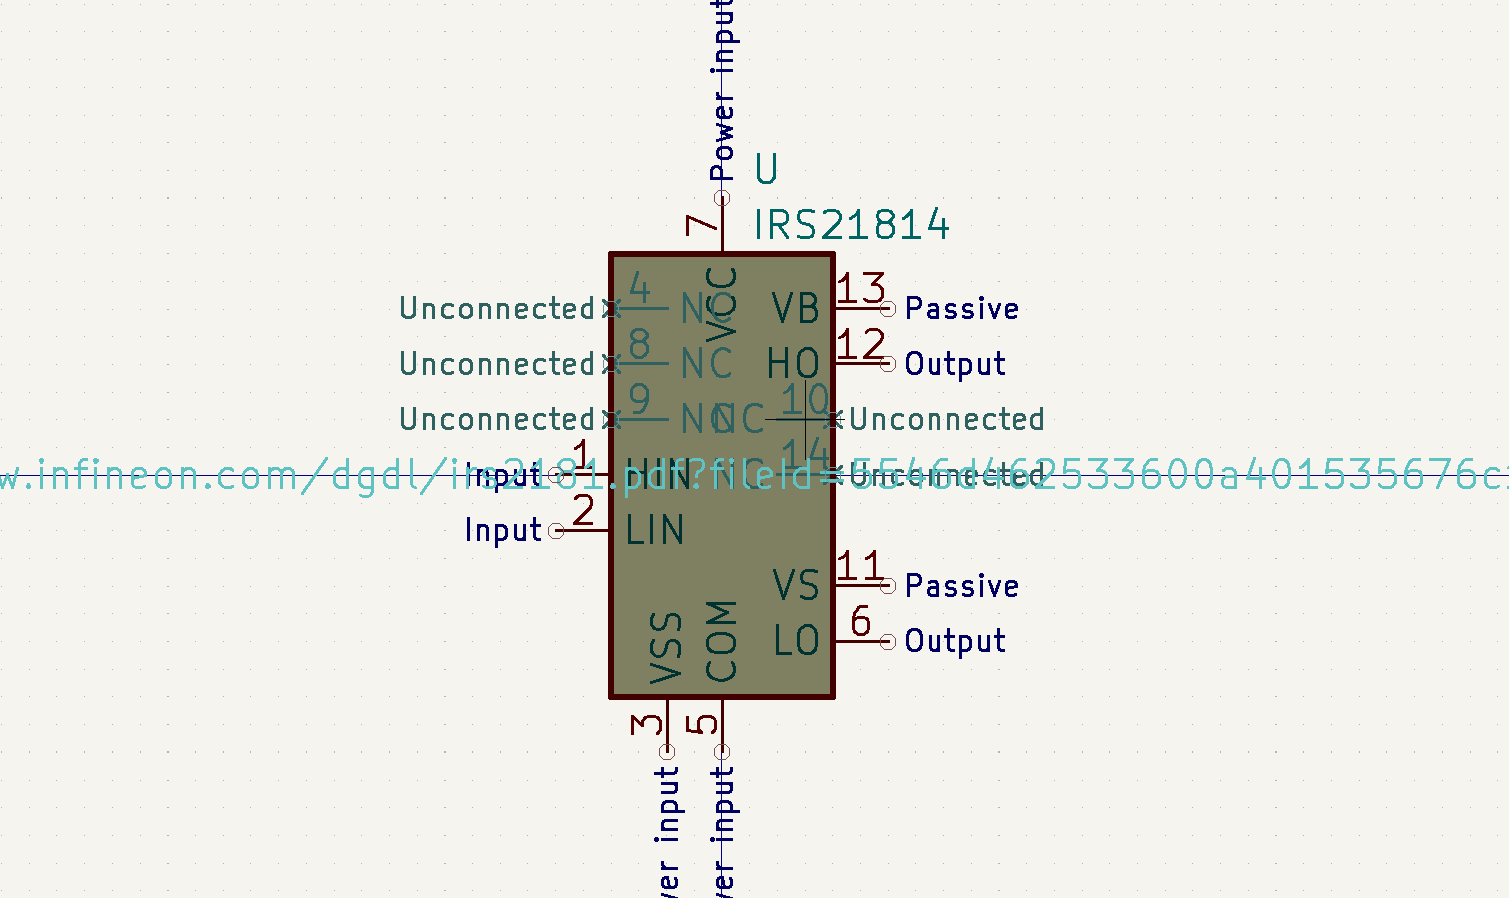 Power input
U
7
IRS21814
VCC
Unconnected 4 NC VB 13 Passive
Unconnected 8 NC HO 12 Output
Unconnected 9 NC NC 10 Unconnected
Input 1 HIN NC 14 Unconnected
w.infineon.com/dgdl/irs2181.pdf?fileId=5546d462533600a401535676c
Input 2 LIN
VS 11 Passive
LO 6 Output
VSS COM
3 5
wer input
wer input